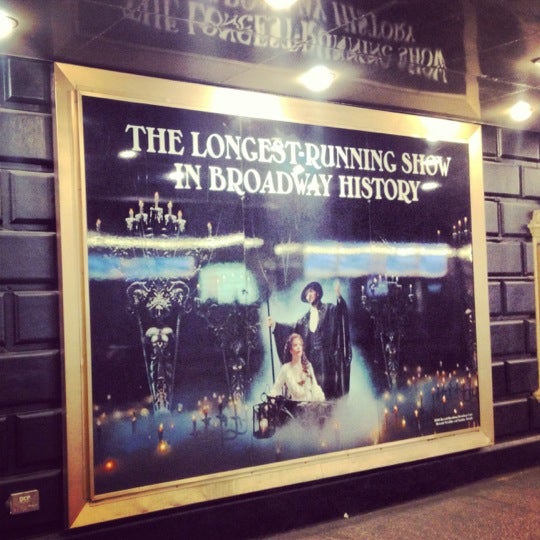 THE LONGEST-RUNNING SHOW
IN BROADWAY HISTORY